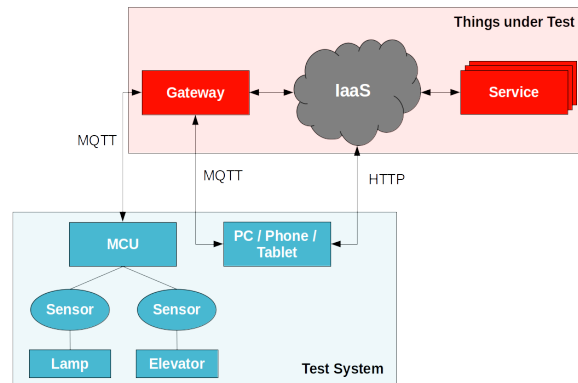 Things under Test
Gateway
IaaS
Service
MQTT
MQTT
HTTP
MCU
PC / Phone /
Tablet
Sensor
Sensor
Lamp
Elevator
Test System